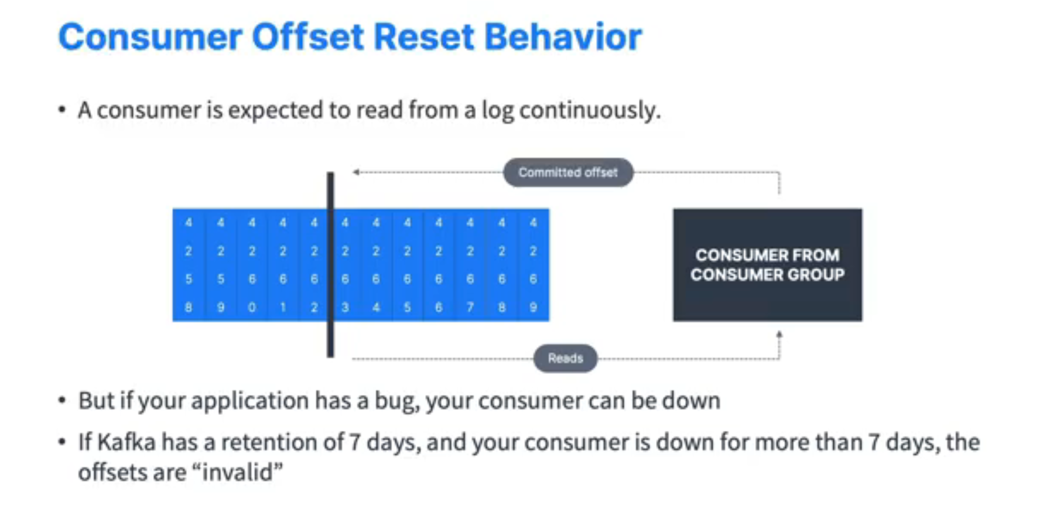 Consumer Offset Reset Behavior
• A consumer is expected to read from a log continuously.
Committed offset
4 4 4 4 4 4 4 4 4 4 4 4
2 2 2 2 2 2 2 2 2 2 2 2
5 5 6 6 6 6 6 6 6 6 6 6
8 9 0 1 2 3 4 5 6 7 8 9
CONSUMER FROM
CONSUMER GROUP
Reads
• But if your application has a bug, your consumer can be down
• If Kafka has a retention of 7 days, and your consumer is down for more than 7 days, the
offsets are “invalid”